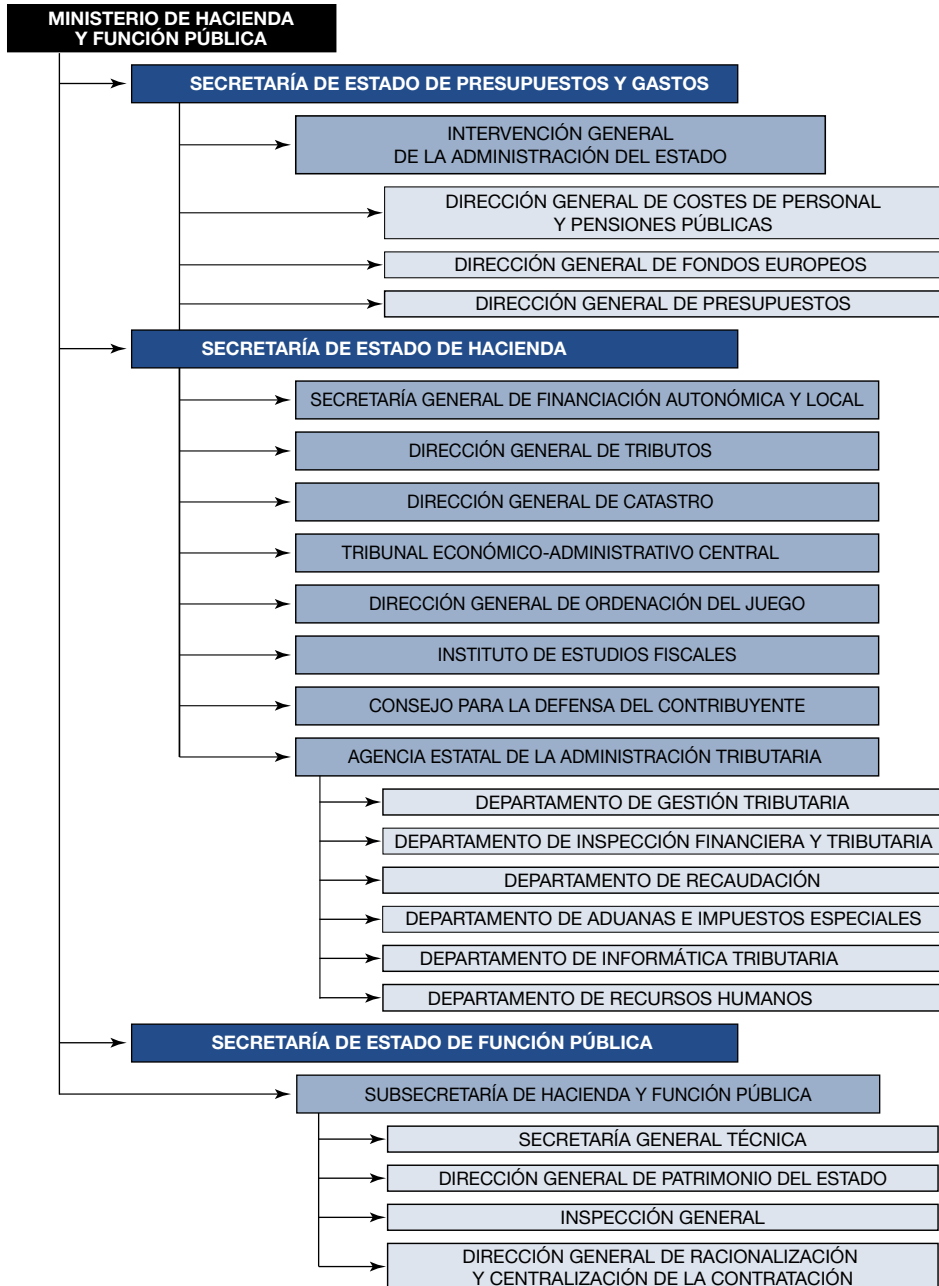 MINISTERIO DE HACIENDA
Y FUNCIÓN PÚBLICA
SECRETARÍA DE ESTADO DE PRESUPUESTOS Y GASTOS
INTERVENCIÓN GENERAL
DE LA ADMINISTRACIÓN DEL ESTADO
DIRECCIÓN GENERAL DE COSTES DE PERSONAL
Y PENSIONES PÚBLICAS
DIRECCIÓN GENERAL DE FONDOS EUROPEOS
DIRECCIÓN GENERAL DE PRESUPUESTOS
SECRETARÍA DE ESTADO DE HACIENDA
SECRETARÍA GENERAL DE FINANCIACIÓN AUTONÓMICA Y LOCAL
DIRECCIÓN GENERAL DE TRIBUTOS
DIRECCIÓN GENERAL DE CATASTRO
TRIBUNAL ECONÓMICO-ADMINISTRATIVO CENTRAL
DIRECCIÓN GENERAL DE ORDENACIÓN DEL JUEGO
INSTITUTO DE ESTUDIOS FISCALES
CONSEJO PARA LA DEFENSA DEL CONTRIBUYENTE
AGENCIA ESTATAL DE LA ADMINISTRACIÓN TRIBUTARIA
DEPARTAMENTO DE GESTIÓN TRIBUTARIA
DEPARTAMENTO DE INSPECCIÓN FINANCIERA Y TRIBUTARIA
DEPARTAMENTO DE RECAUDACIÓN
DEPARTAMENTO DE ADUANAS E IMPUESTOS ESPECIALES
DEPARTAMENTO DE INFORMÁTICA TRIBUTARIA
DEPARTAMENTO DE RECURSOS HUMANOS
SECRETARÍA DE ESTADO DE FUNCIÓN PÚBLICA
SUBSECRETARÍA DE HACIENDA Y FUNCIÓN PÚBLICA
SECRETARÍA GENERAL TÉCNICA
DIRECCIÓN GENERAL DE PATRIMONIO DEL ESTADO
INSPECCIÓN GENERAL
DIRECCIÓN GENERAL DE RACIONALIZACIÓN
Y CENTRALIZACIÓN DE LA CONTRATACIÓN